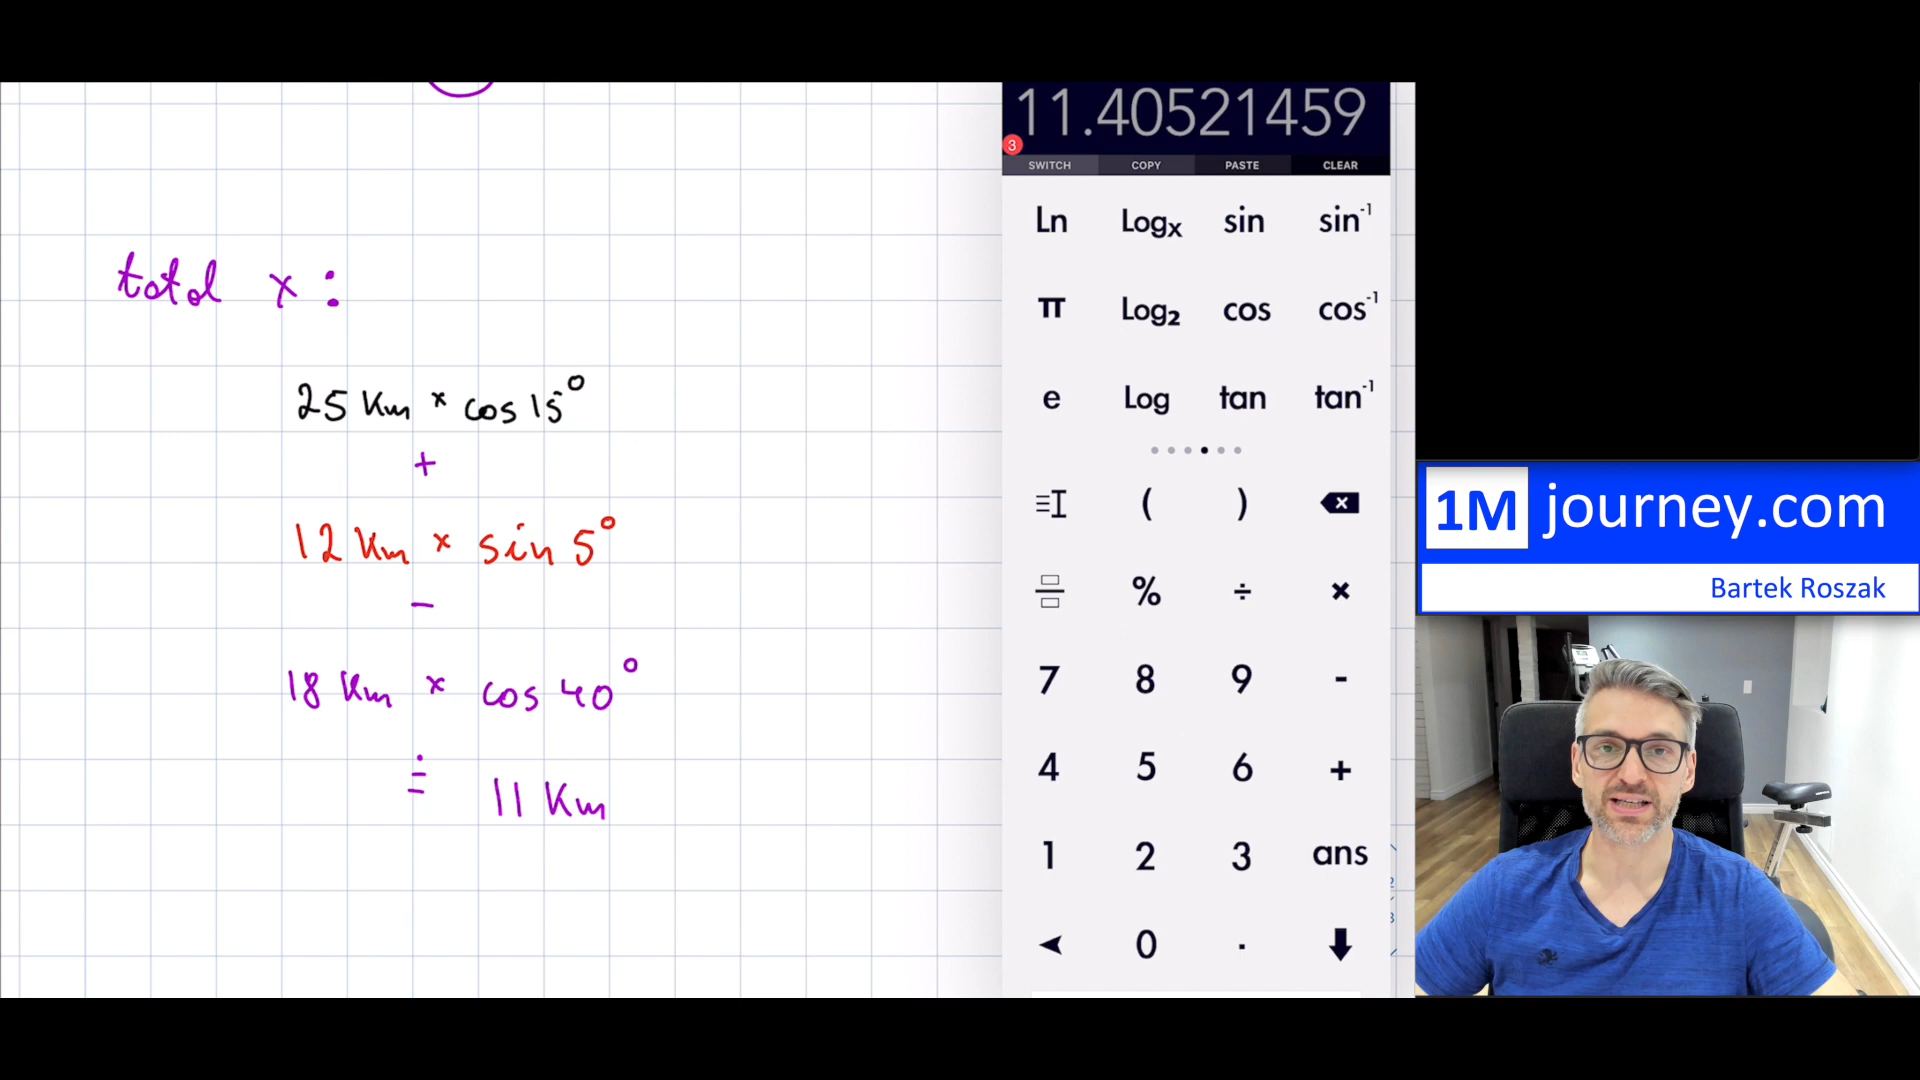 total x :
25 Km × cos 15°
+
12 Km × sin 5°
-
18 Km × cos 40°
≐ 11 Km
11.40521459
3
SWITCH COPY PASTE CLEAR
Ln Logx sin sin-1
π Log2 cos cos-1
e Log tan tan-1
( )
% ÷ ×
7 8 9 -
4 5 6 +
1 2 3 ans
0 .
1M journey.com
Bartek Roszak